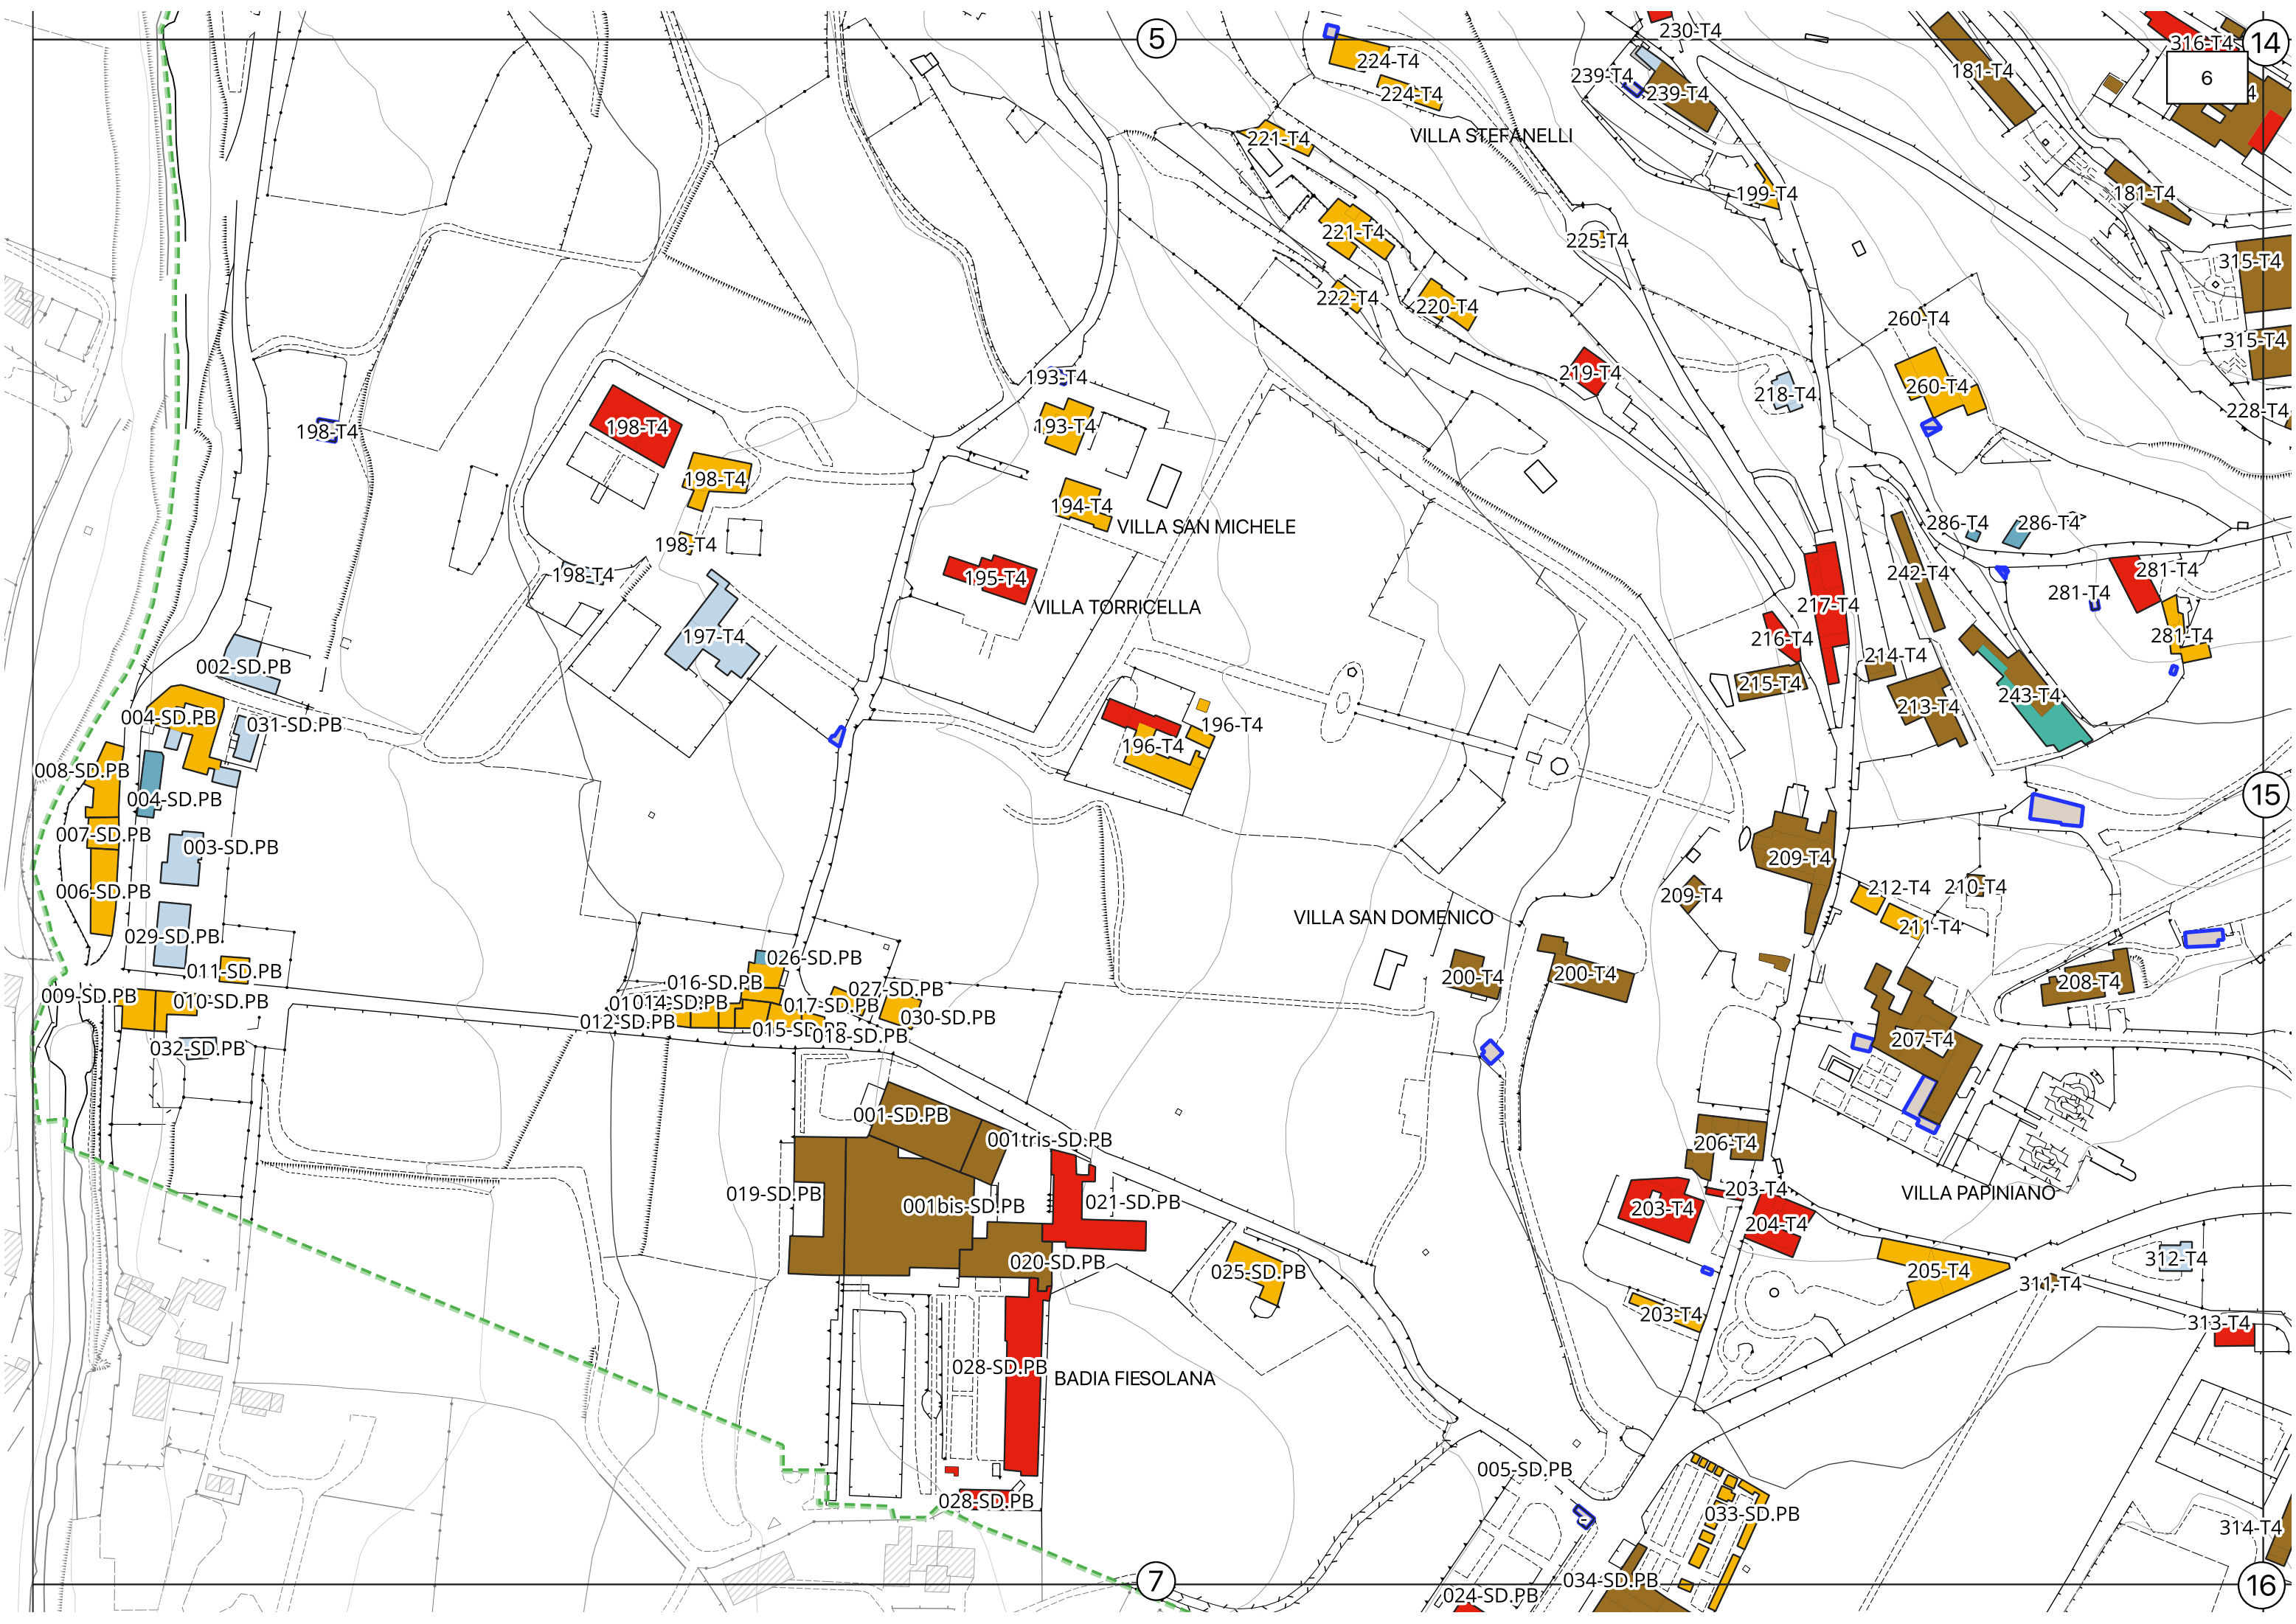 230-T4
316-T4
5
14
224-T4
239-T4
181-T4
6
4
224-T4
239-T4
221-T4
VILLA STEFANELLI
199-T4
181-T4
221-T4
225-T4
315-T4
222-T4
220-T4
260-T4
315-T4
193-T4
219-T4
218-T4
260-T4
228-T4
198-T4
198-T4
193-T4
198-T4
194-T4
VILLA SAN MICHELE
286-T4
286-T4
198-T4
198-T4
195-T4
242-T4
281-T4
281-T4
VILLA TORRICELLA
217-T4
197-T4
216-T4
281-T4
002-SD.PB
214-T4
215-T4
243-T4
004-SD.PB
031-SD.PB
196-T4
213-T4
196-T4
008-SD.PB
004-SD.PB
15
007-SD.PB
003-SD.PB
209-T4
006-SD.PB
209-T4
212-T4
210-T4
VILLA SAN DOMENICO
211-T4
029-SD.PB
026-SD.PB
011-SD.PB
200-T4
200-T4
016-SD.PB
027-SD.PB
208-T4
009-SD.PB
010-SD.PB
014-SD.PB
017-SD.PB
012-SD.PB
030-SD.PB
015-SD.PB
018-SD.PB
207-T4
032-SD.PB
001-SD.PB
001tris-SD.PB
206-T4
019-SD.PB
001bis-SD.PB
021-SD.PB
203-T4
VILLA PAPINIANO
203-T4
204-T4
020-SD.PB
025-SD.PB
205-T4
312-T4
311-T4
203-T4
313-T4
028-SD.PB
BADIA FIESOLANA
005-SD.PB
028-SD.PB
033-SD.PB
314-T4
7
034-SD.PB
16
024-SD.PB